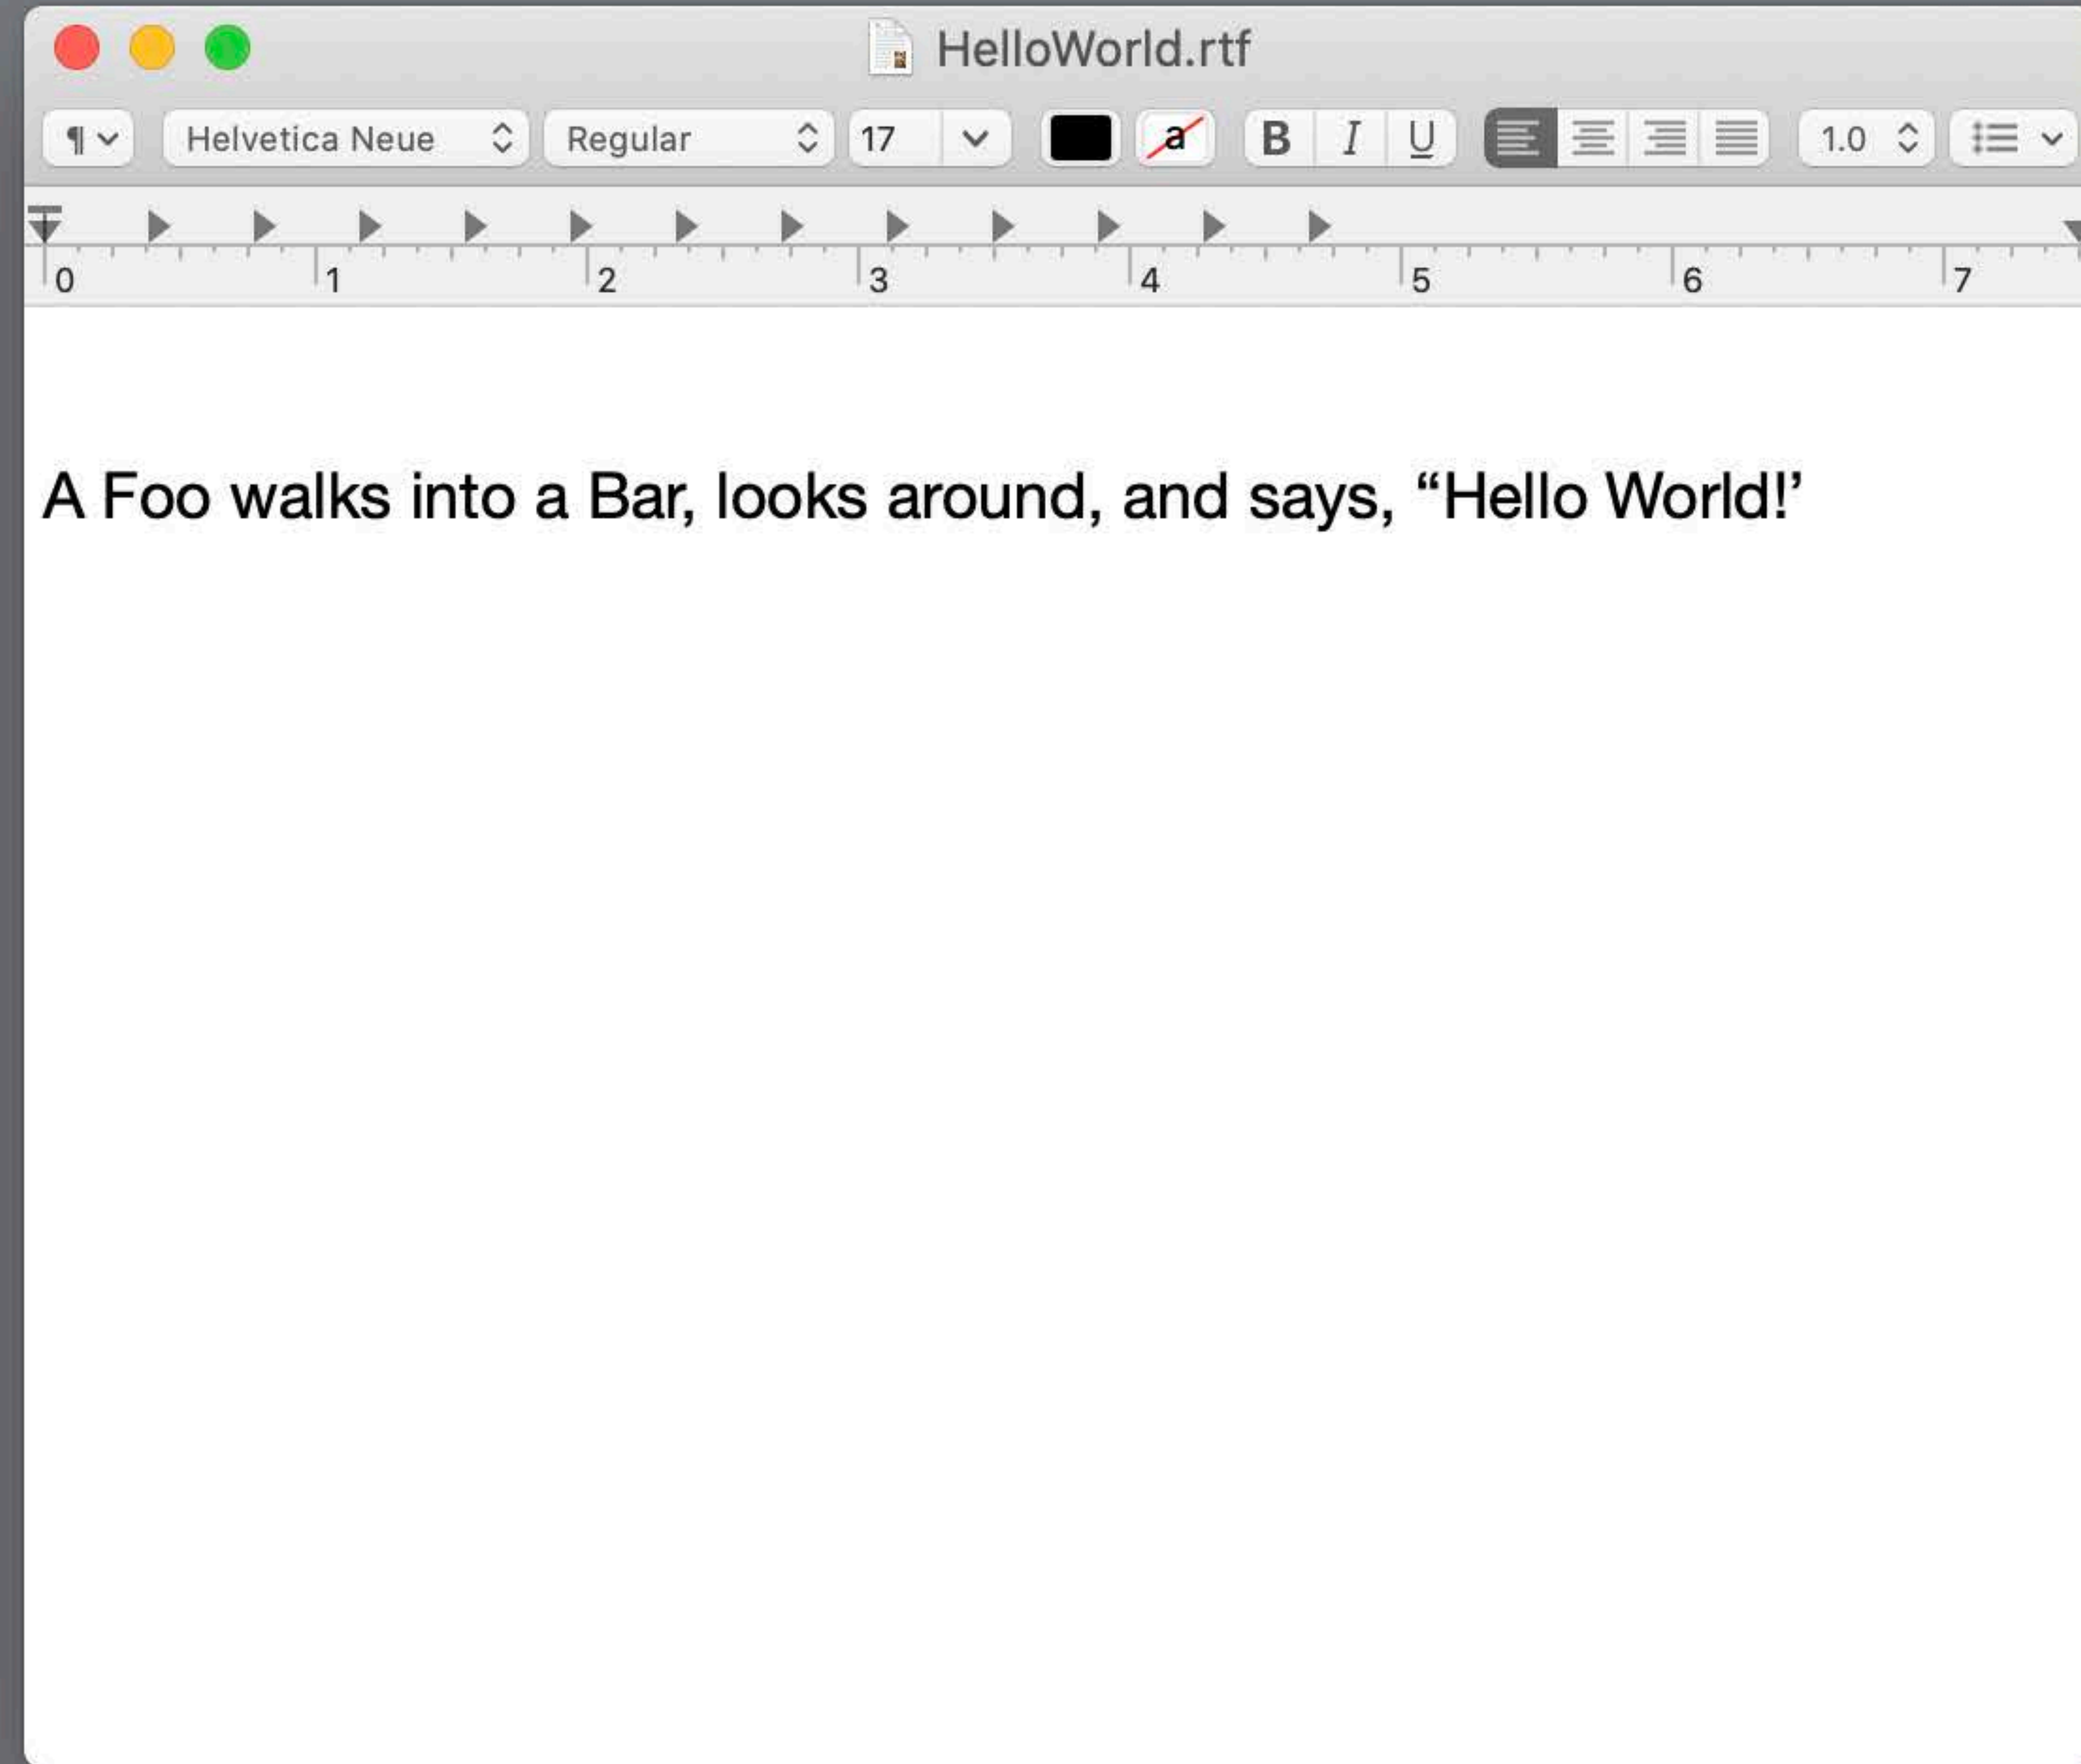 HelloWorld.rtf
¶ Helvetica Neue Regular 17 a B I U 1.0
0 1 2 3 4 5 6 7
A Foo walks into a Bar, looks around, and says, “Hello World!’